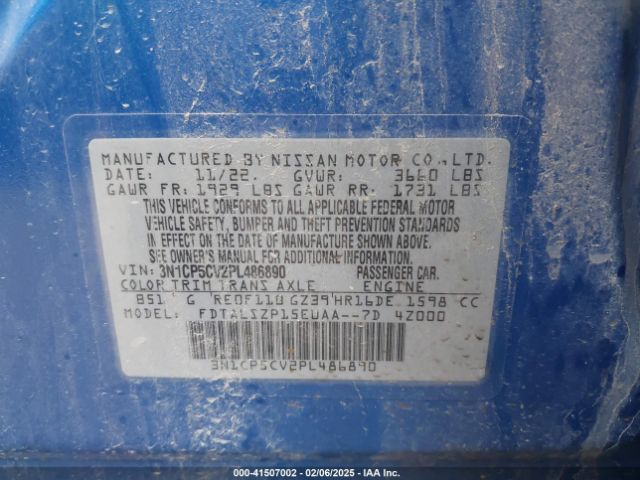 MANUFACTURED BY NISSAN MOTOR CO.,LTD.
DATE: 11/22. GVWR: 3660 LBS
GAWR FR: 1929 LBS GAWR RR: 1731 LBS
THIS VEHICLE CONFORMS TO ALL APPLICABLE FEDERAL MOTOR
VEHICLE SAFETY, BUMPER AND THEFT PREVENTION STANDARDS
IN EFFECT ON THE DATE OF MANUFACTURE SHOWN ABOVE.
SEE OWNER'S MANUAL FOR ADDITIONAL INFORMATION.
VIN: 3N1CP5CV2PL486890 PASSENGER CAR.
COLOR TRIM TRANS AXLE ENGINE
B51 G RE0F11U GZ39 HR16DE 1598 CC
MODEL: FDTALSZP15EUAA--7D 4Z000
3N1CP5CV2PL486890
000-41507002 - 02/06/2025 - IAA Inc.